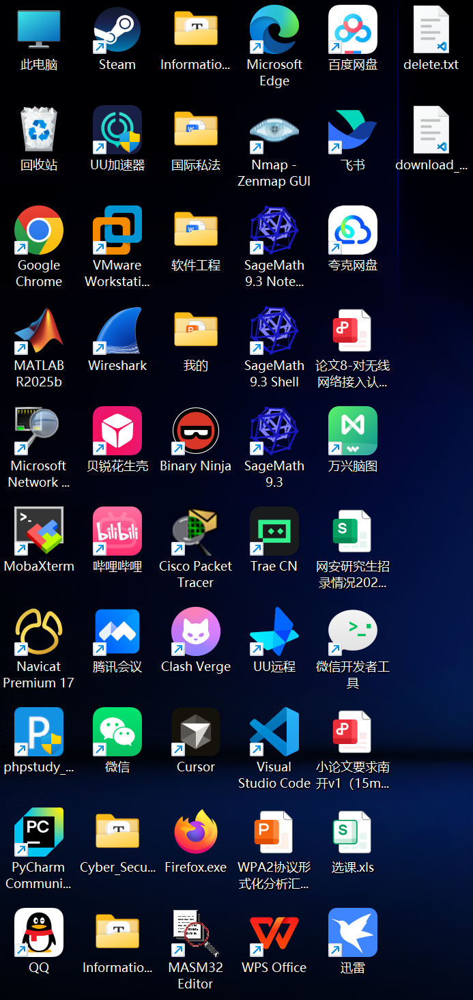 此电脑
Steam
Informatio...
Microsoft
Edge
百度网盘
delete.txt
回收站
UU加速器
国际私法
Nmap -
Zenmap GUI
飞书
download_...
Google
Chrome
VMware
Workstati...
软件工程
SageMath
9.3 Note...
夸克网盘
MATLAB
R2025b
Wireshark
我的
SageMath
9.3 Shell
论文8-对无线
网络接入认...
Microsoft
Network ...
贝锐花生壳
Binary Ninja
SageMath
9.3
万兴脑图
MobaXterm
bilibili
哔哩哔哩
Cisco Packet
Tracer
Trae CN
网安研究生招
录情况202...
Navicat
Premium 17
腾讯会议
Clash Verge
UU远程
微信开发者工
具
phpstudy_...
微信
Cursor
Visual
Studio Code
小论文要求南
开v1（15m...
PC
PyCharm
Communi...
Cyber_Secu...
Firefox.exe
WPA2协议形
式化分析汇...
选课.xls
QQ
Informatio...
MASM32
Editor
WPS Office
迅雷